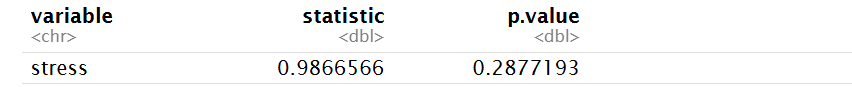 variable statistic p.value
<chr> <dbl> <dbl>
stress 0.9866566 0.2877193